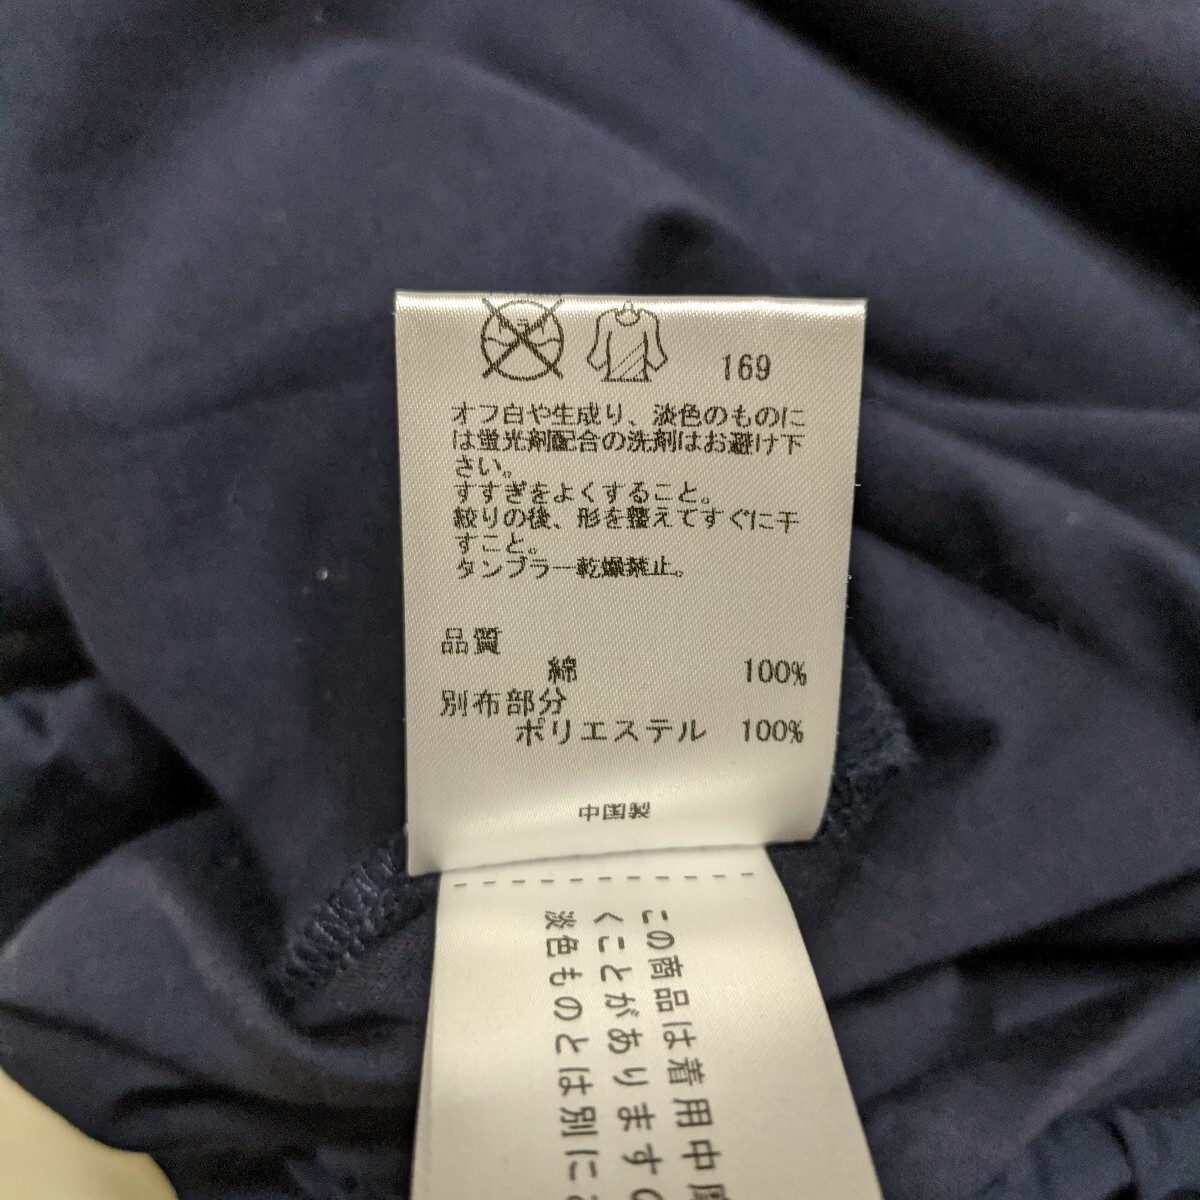 169
オフ白や生成り、淡色のものに
は蛍光剤配合の洗剤はお避け下
さい。
すすぎをよくすること。
絞りの後、形を整えてすぐに干
すこと。
タンブラー乾燥禁止。
品質
綿 100%
別布部分
ポリエステル 100%
中国製
この商品は着用中
くことがあります
淡色ものとは別に